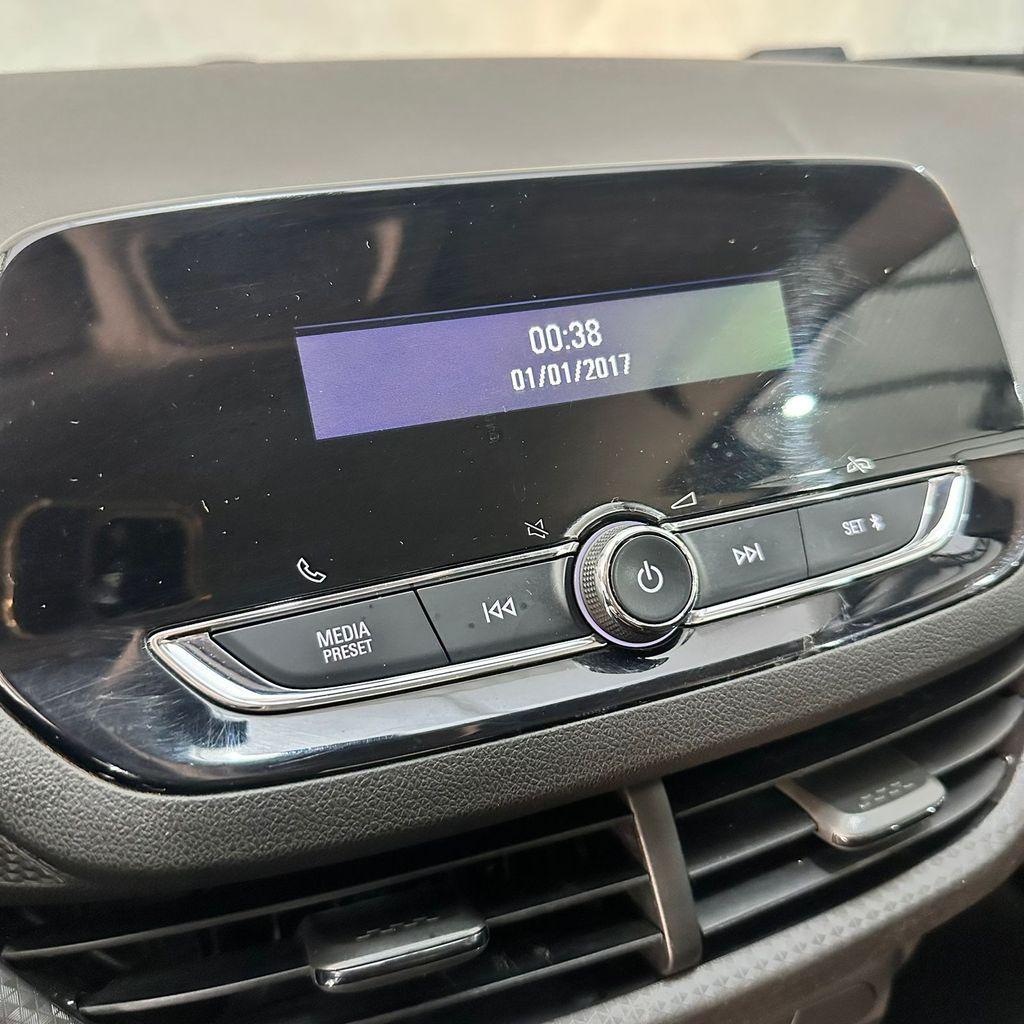 00:38
01/01/2017
MEDIA
PRESET
SET